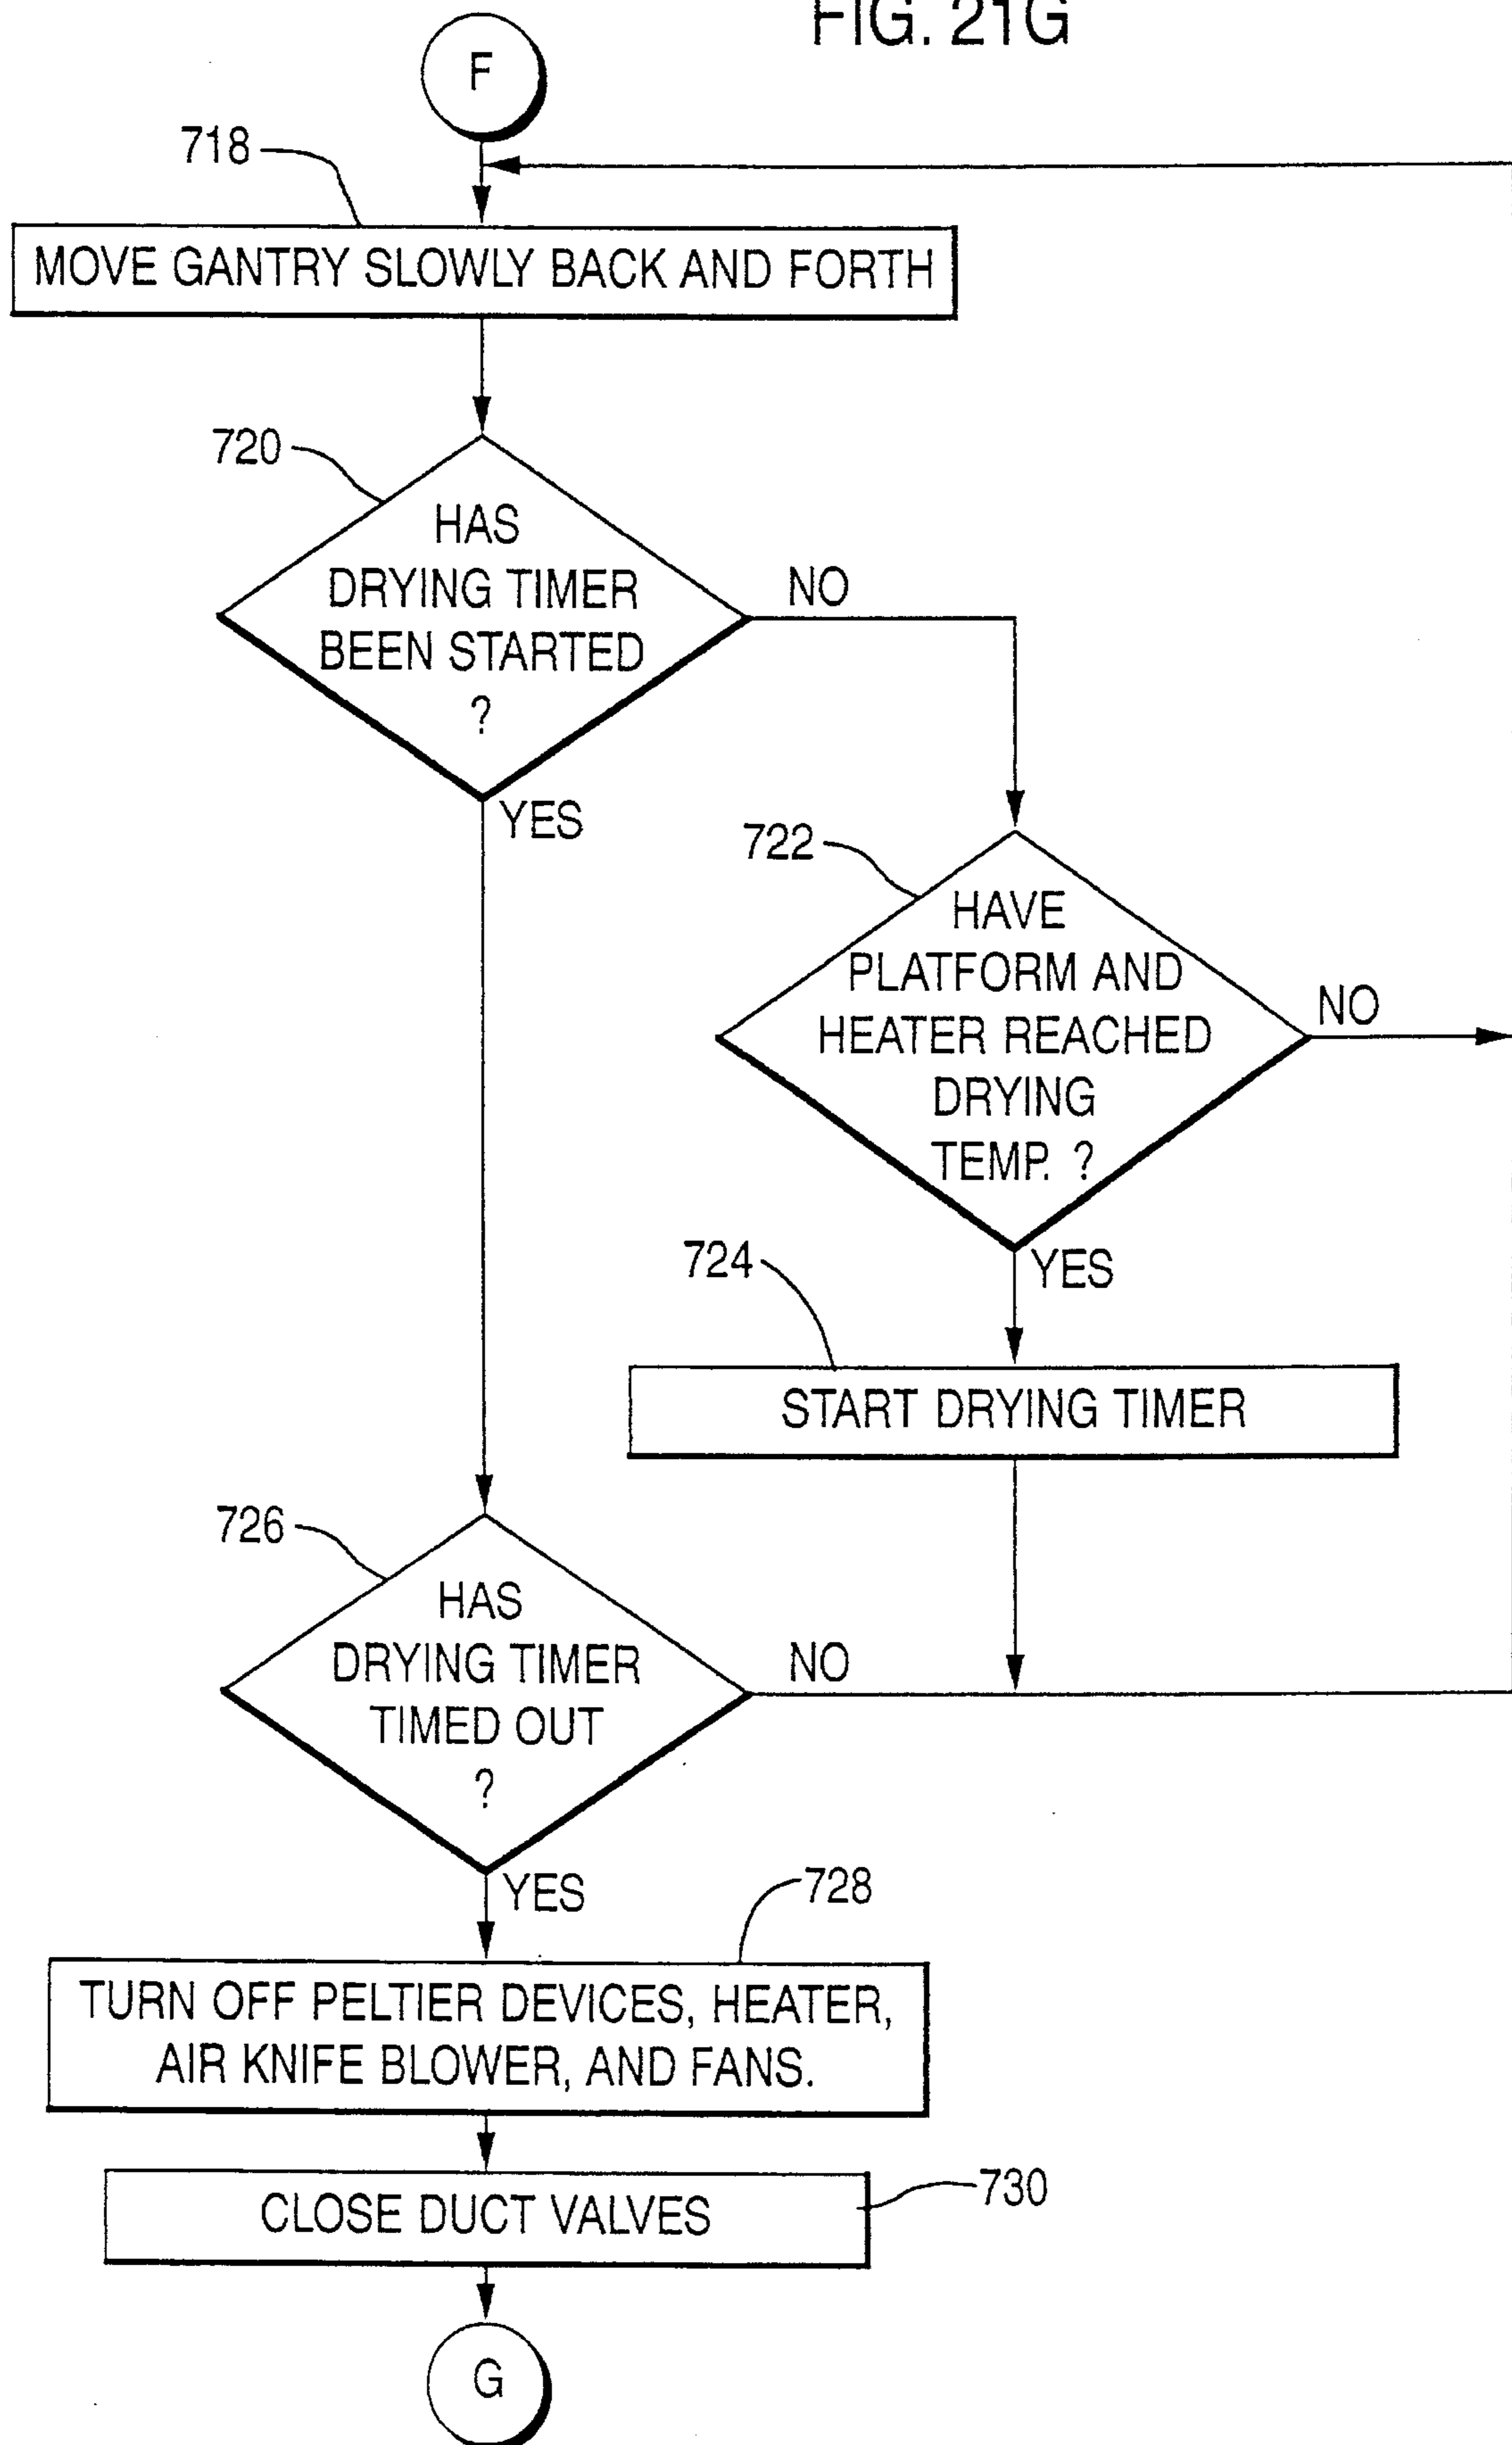 FIG. 21G
F
718
MOVE GANTRY SLOWLY BACK AND FORTH
720
HAS
DRYING TIMER
BEEN STARTED
?
NO
YES
722
HAVE
PLATFORM AND
HEATER REACHED
DRYING
TEMP. ?
NO
YES
724
START DRYING TIMER
726
HAS
DRYING TIMER
TIMED OUT
?
NO
YES
728
TURN OFF PELTIER DEVICES, HEATER,
AIR KNIFE BLOWER, AND FANS.
CLOSE DUCT VALVES
730
G